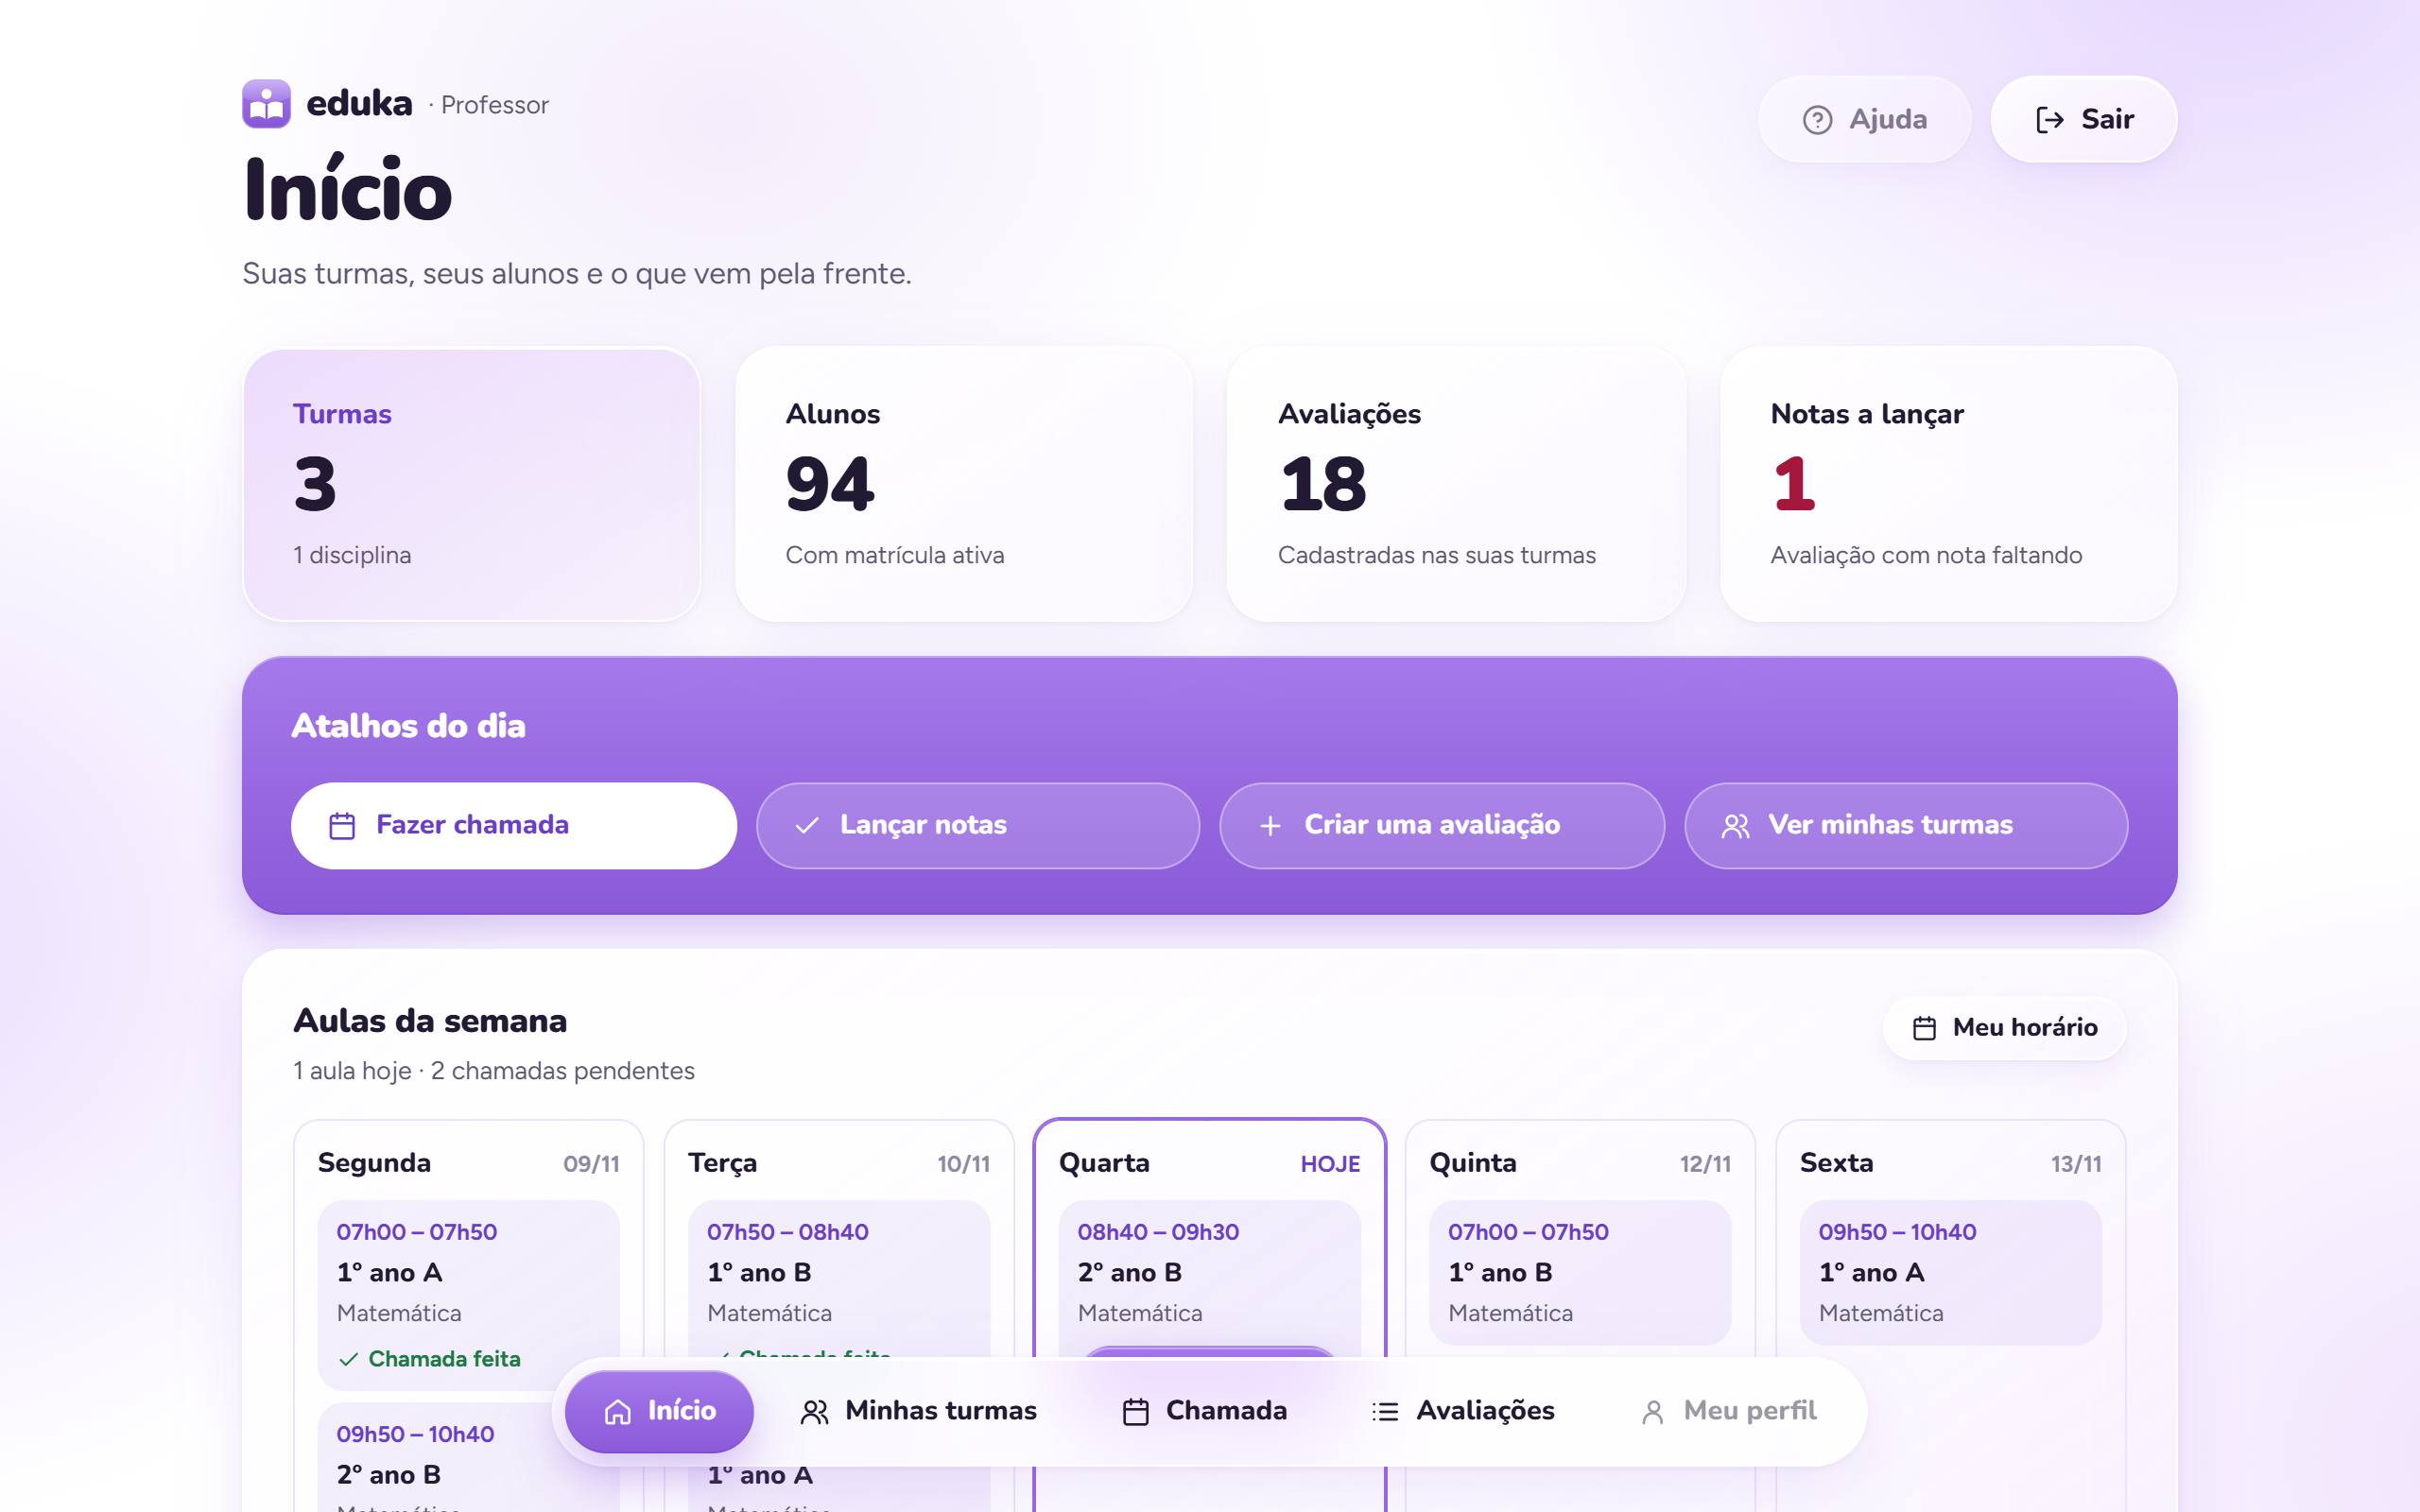 eduka · Professor
Início
Suas turmas, seus alunos e o que vem pela frente.
Ajuda
Sair
Turmas
3
1 disciplina
Alunos
94
Com matrícula ativa
Avaliações
18
Cadastradas nas suas turmas
Notas a lançar
1
Avaliação com nota faltando
Atalhos do dia
Fazer chamada
Lançar notas
Criar uma avaliação
Ver minhas turmas
Aulas da semana
1 aula hoje · 2 chamadas pendentes
Meu horário
Segunda 09/11
07h00 – 07h50
1º ano A
Matemática
Chamada feita
09h50 – 10h40
2º ano B
Matemática
Terça 10/11
07h50 – 08h40
1º ano B
Matemática
Chamada feita
1º ano A
Matemática
Quarta HOJE
08h40 – 09h30
2º ano B
Matemática
Quinta 12/11
07h00 – 07h50
1º ano B
Matemática
Sexta 13/11
09h50 – 10h40
1º ano A
Matemática
Início
Minhas turmas
Chamada
Avaliações
Meu perfil